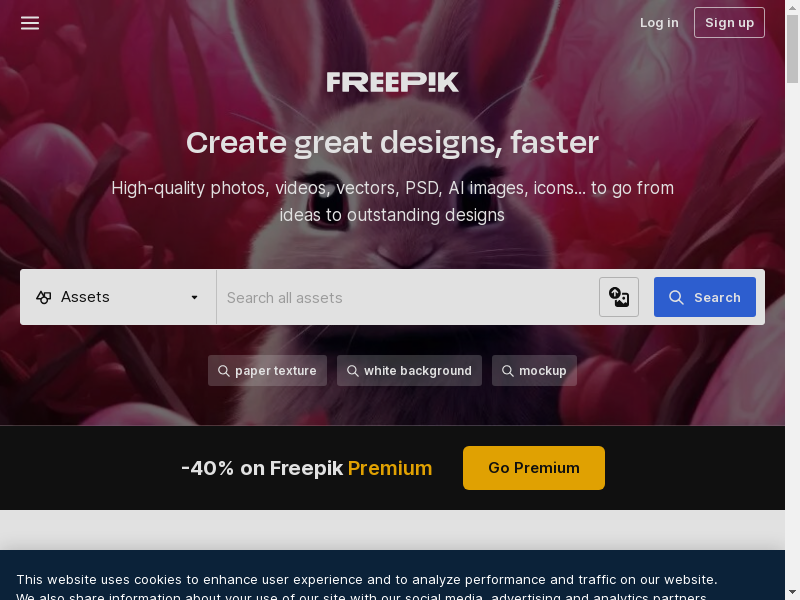 Log in
Sign up
FREEPIK
Create great designs, faster
High-quality photos, videos, vectors, PSD, AI images, icons... to go from
ideas to outstanding designs
Assets
Search all assets
Search
paper texture
white background
mockup
-40% on Freepik Premium
Go Premium
This website uses cookies to enhance user experience and to analyze performance and traffic on our website.
We also share information about your use of our site with our social media, advertising and analytics partners.